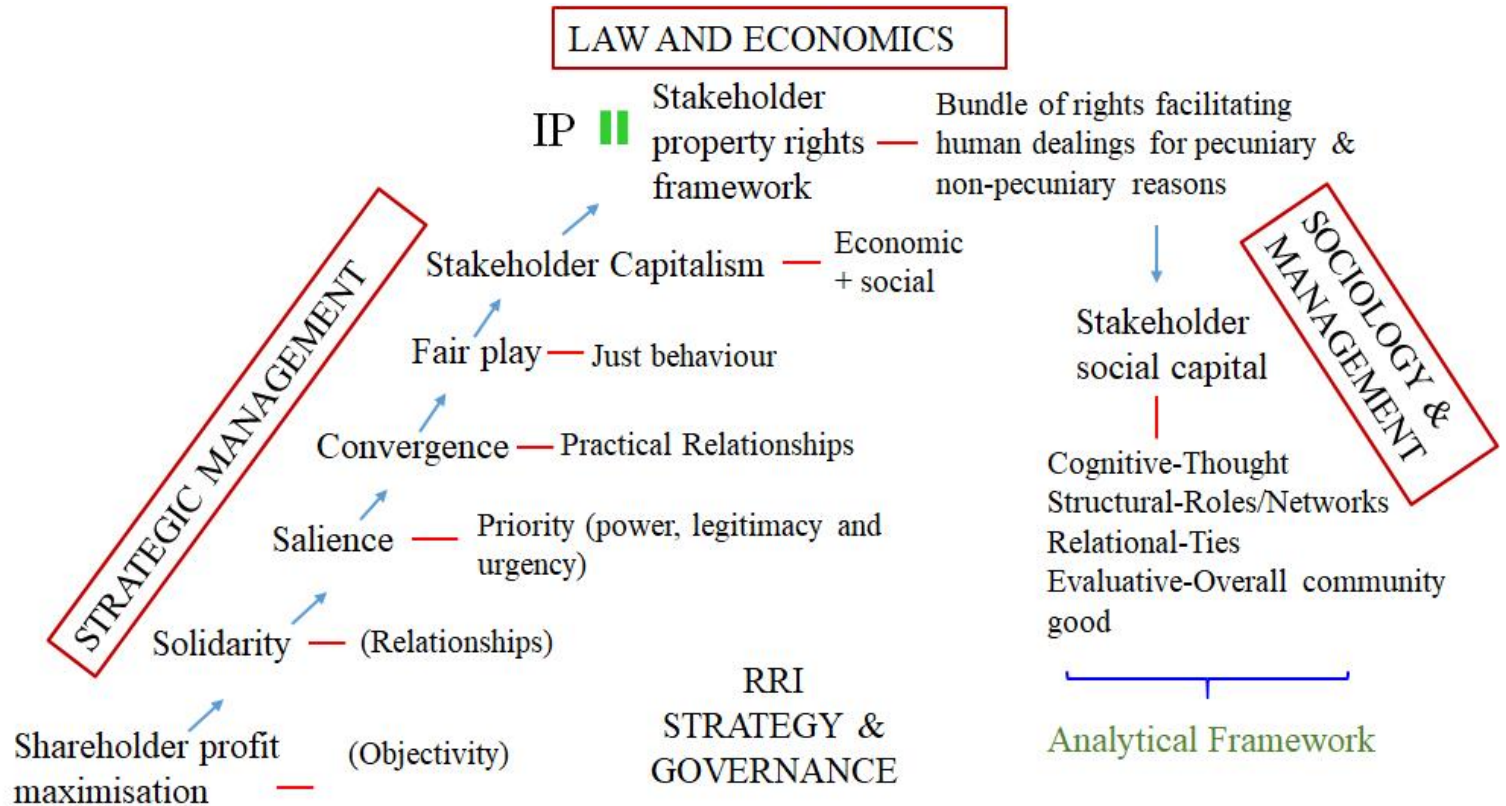 LAW AND ECONOMICS
IP
Stakeholder
property rights
framework
Bundle of rights facilitating
human dealings for pecuniary &
non-pecuniary reasons
STRATEGIC MANAGEMENT
SOCIOLOGY &
MANAGEMENT
Stakeholder Capitalism
Economic
+ social
Fair play
Just behaviour
Convergence
Practical Relationships
Salience
Priority (power, legitimacy and
urgency)
Solidarity
(Relationships)
Shareholder profit
maximisation
(Objectivity)
RRI
STRATEGY &
GOVERNANCE
Stakeholder
social capital
Cognitive-Thought
Structural-Roles/Networks
Relational-Ties
Evaluative-Overall community
good
Analytical Framework